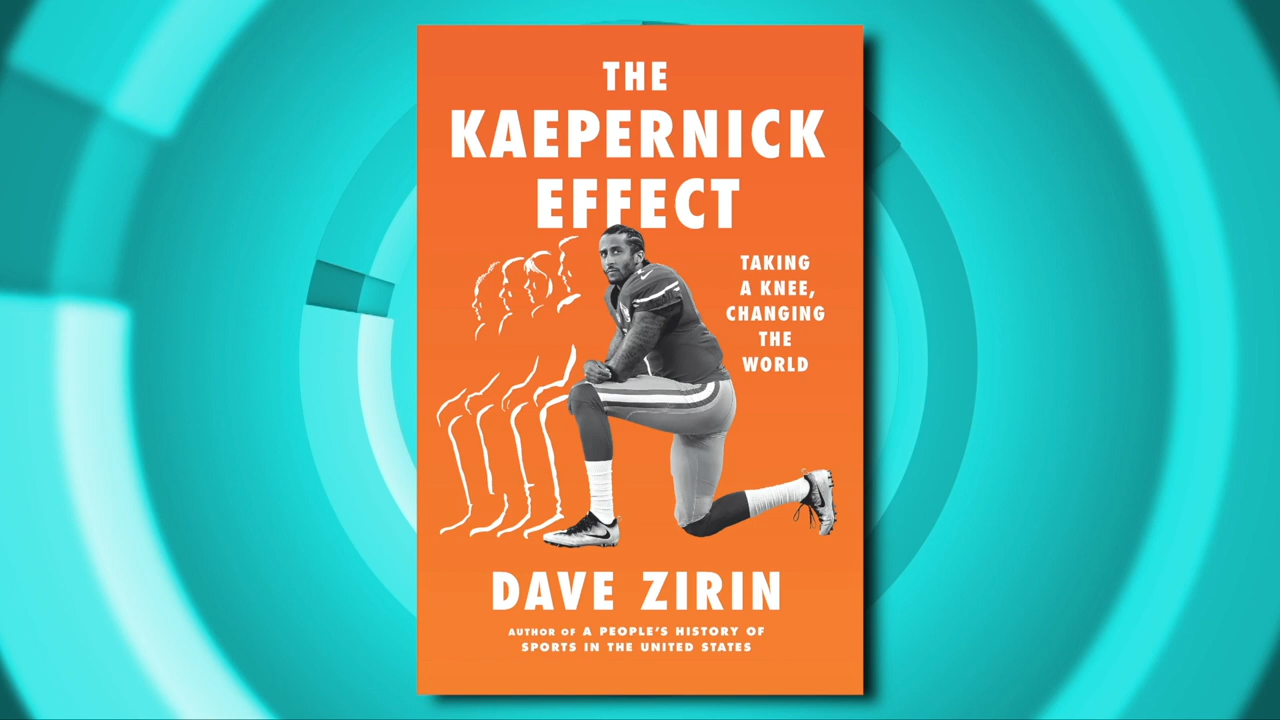 THE
KAEPERNICK
EFFECT
TAKING
A KNEE,
CHANGING
THE
WORLD
DAVE ZIRIN
AUTHOR OF A PEOPLE'S HISTORY OF
SPORTS IN THE UNITED STATES